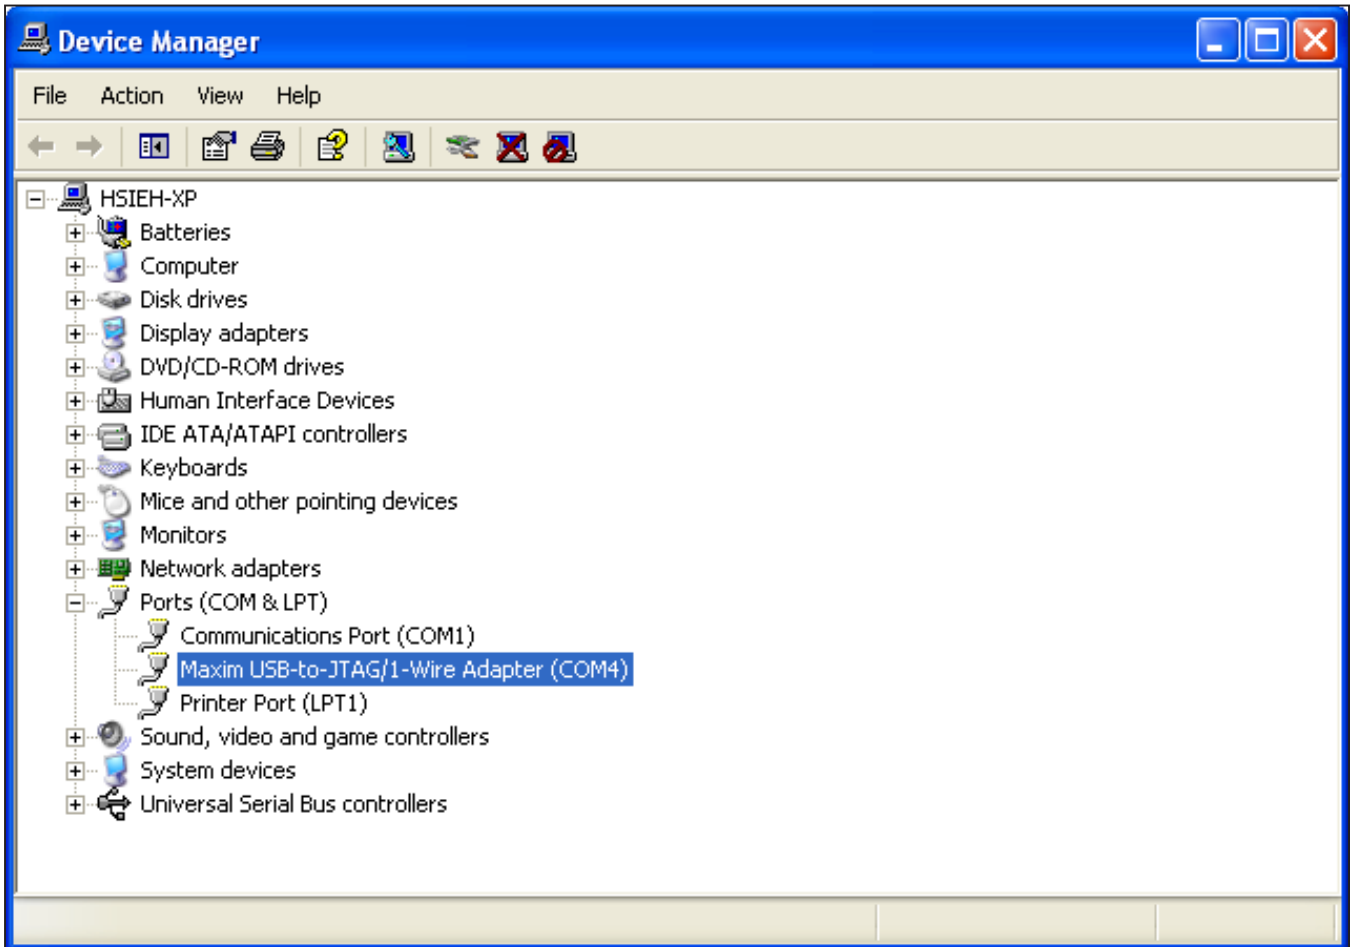 Device Manager
File Action View Help
HSIEH-XP
Batteries
Computer
Disk drives
Display adapters
DVD/CD-ROM drives
Human Interface Devices
IDE ATA/ATAPI controllers
Keyboards
Mice and other pointing devices
Monitors
Network adapters
Ports (COM & LPT)
Communications Port (COM1)
Maxim USB-to-JTAG/1-Wire Adapter (COM4)
Printer Port (LPT1)
Sound, video and game controllers
System devices
Universal Serial Bus controllers